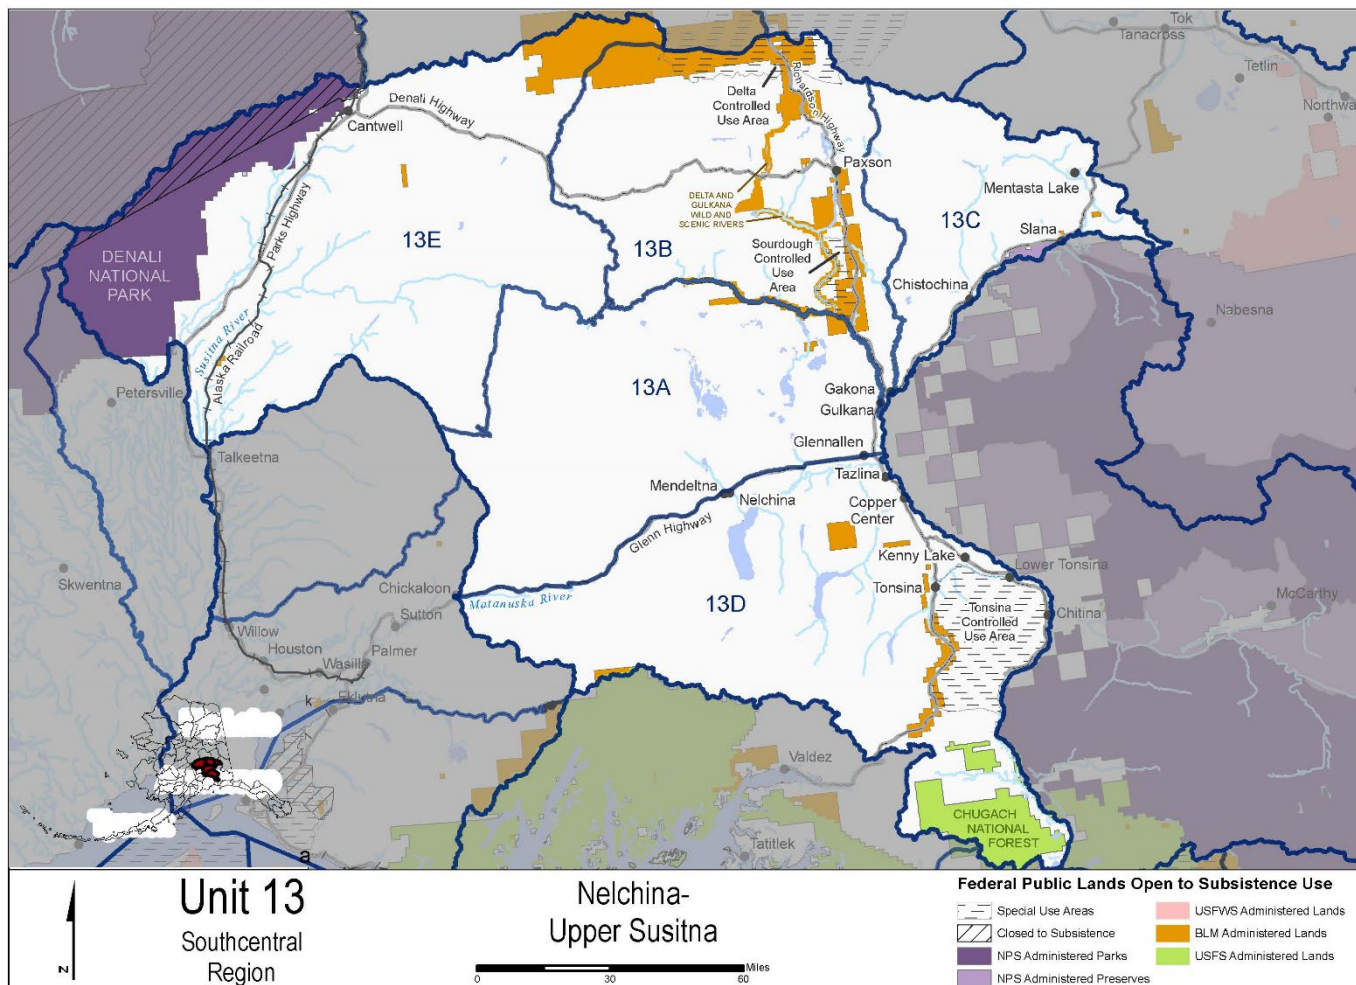 Tok
Tanacross
Tetlin
Northwa
Denali Highway
Cantwell
Richardson Highway
Delta
Controlled
Use Area
Paxson
Mentasta Lake
DELTA AND
GULKANA
WILD AND
SCENIC RIVERS
Parks Highway
13E
13B
13C
Slana
Sourdough
Controlled
Use
Area
DENALI
NATIONAL
PARK
Chistochina
Nabesna
Susitna River
Alaska Railroad
Petersville
13A
Gakona
Gulkana
Glennallen
Talkeetna
Tazlina
Mendeltna
Nelchina
Copper
Center
Glenn Highway
Kenny Lake
Lower Tonsina
Skwentna
Chickaloon
Matanuska River
Tonsina
McCarthy
Sutton
13D
Tonsina
Controlled
Use Area
Chitina
Willow
Houston
Palmer
Wasilla
k
Eklutna
Valdez
CHUGACH
NATIONAL
FOREST
Tatitlek
a
N
Unit 13
Southcentral
Region
Nelchina-
Upper Susitna
0 30 60 Miles
Federal Public Lands Open to Subsistence Use
Special Use Areas
Closed to Subsistence
NPS Administered Parks
NPS Administered Preserves
USFWS Administered Lands
BLM Administered Lands
USFS Administered Lands